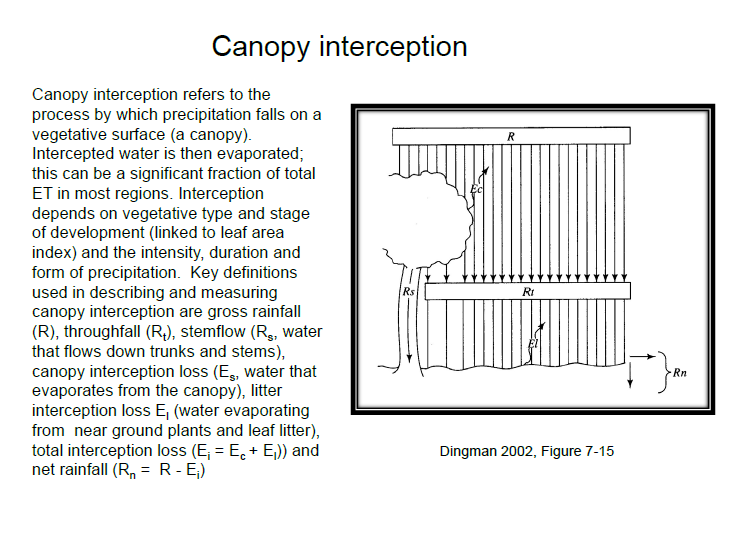 Canopy interception
Canopy interception refers to the
process by which precipitation falls on a
vegetative surface (a canopy).
Intercepted water is then evaporated;
this can be a significant fraction of total
ET in most regions. Interception
depends on vegetative type and stage
of development (linked to leaf area
index) and the intensity, duration and
form of precipitation.  Key definitions
used in describing and measuring
canopy interception are gross rainfall
(R), throughfall (Rt), stemflow (Rs, water
that flows down trunks and stems),
canopy interception loss (Es, water that
evaporates from the canopy), litter
interception loss El (water evaporating
from  near ground plants and leaf litter),
total interception loss (Ei = Ec + El)) and
net rainfall (Rn =  R - Ei)
R
Ec
Rs
Rt
El
Rn
Dingman 2002, Figure 7-15